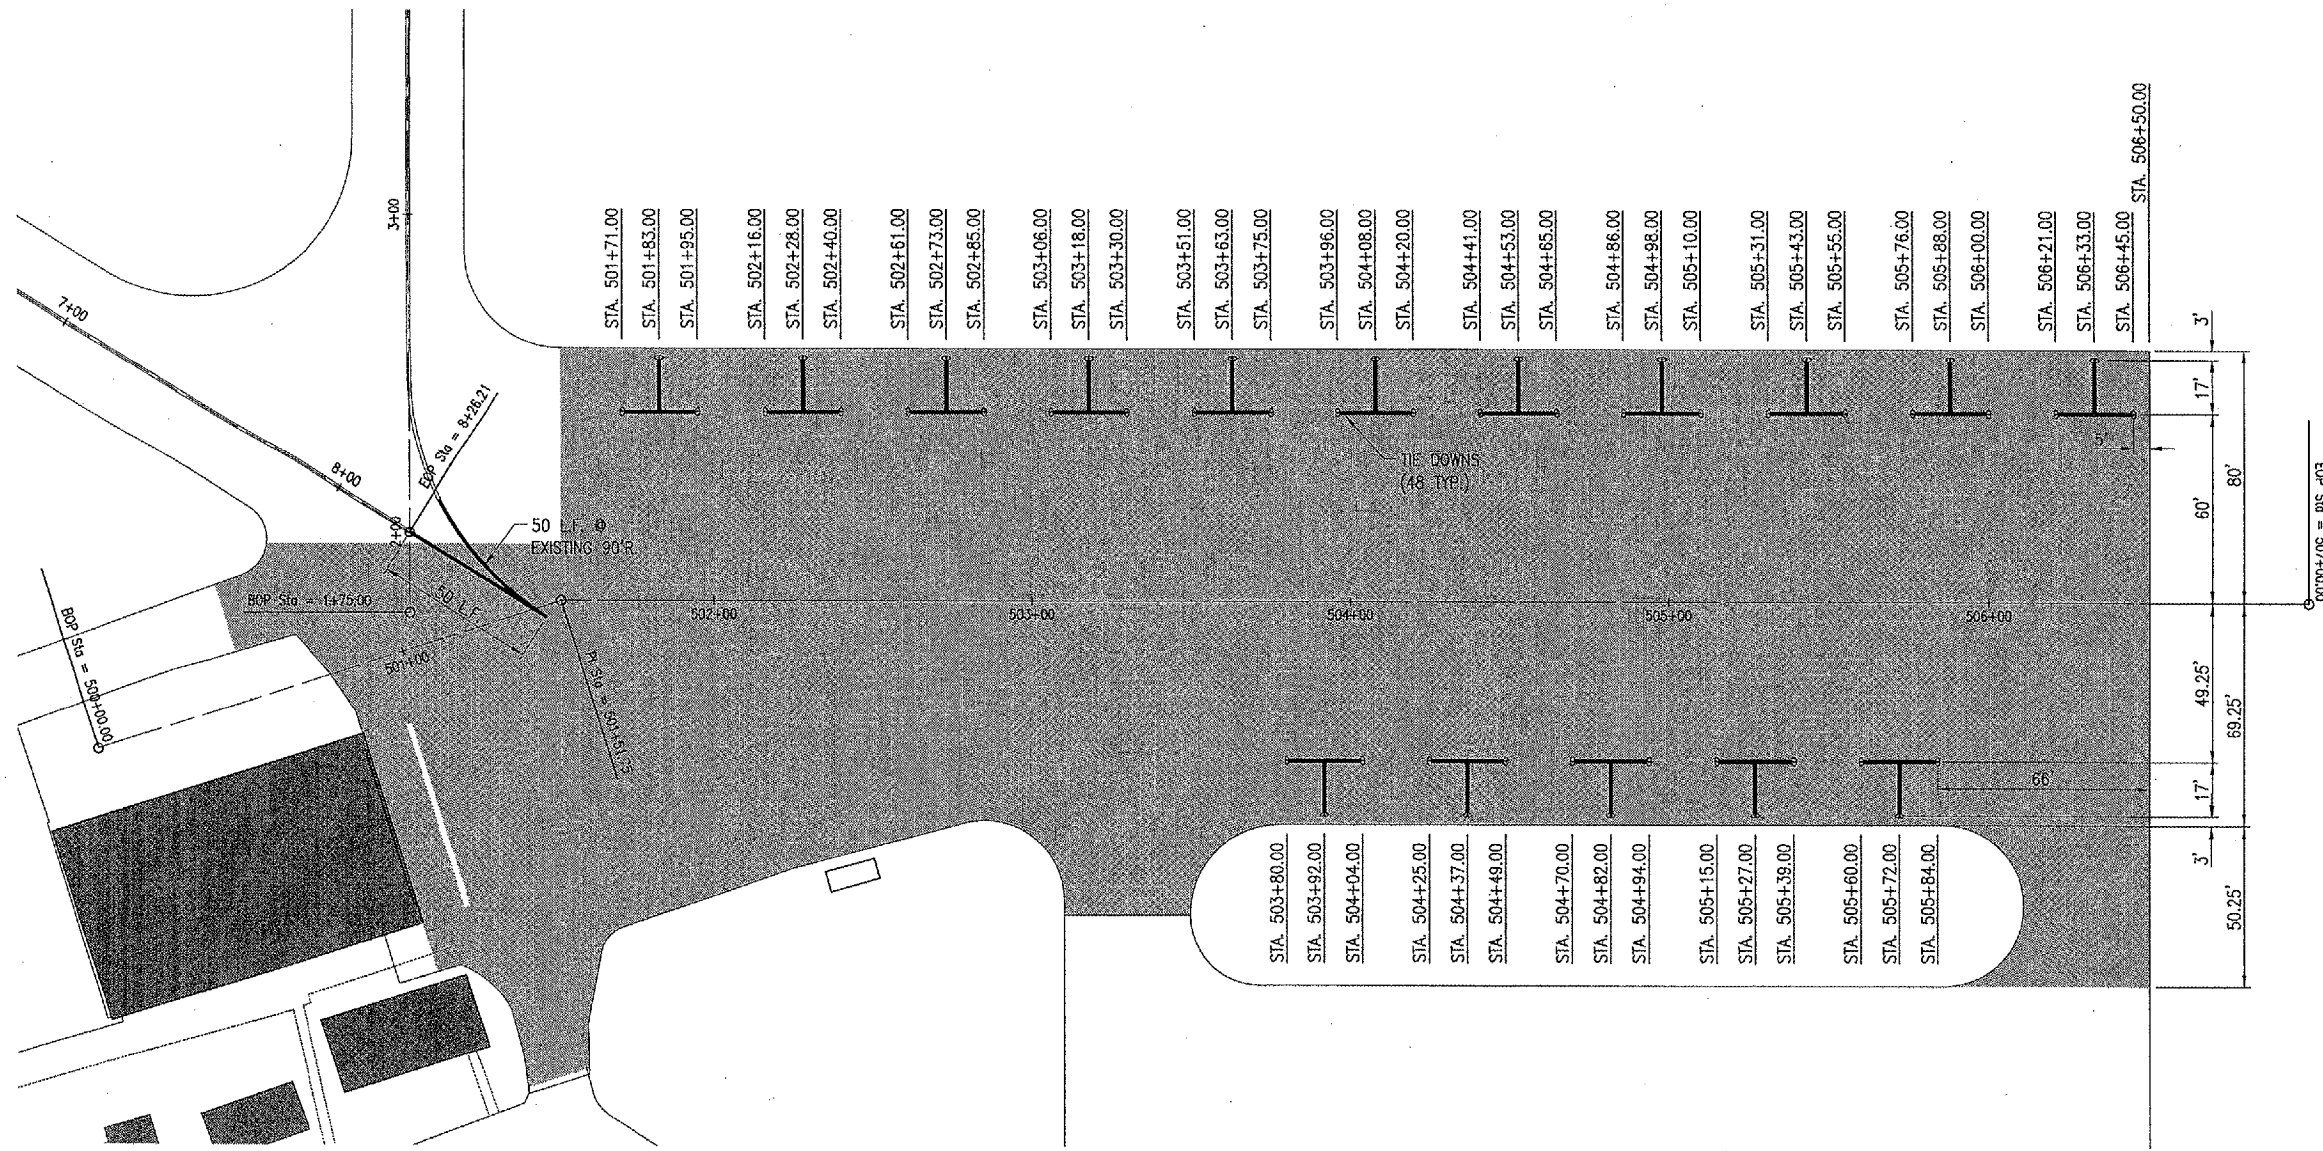 STA. 506+50.00
3+00
STA. 501+71.00
STA. 501+83.00
STA. 501+95.00
STA. 502+16.00
STA. 502+28.00
STA. 502+40.00
STA. 502+61.00
STA. 502+73.00
STA. 502+85.00
STA. 503+06.00
STA. 503+18.00
STA. 503+30.00
STA. 503+51.00
STA. 503+63.00
STA. 503+75.00
STA. 503+96.00
STA. 504+08.00
STA. 504+20.00
STA. 504+41.00
STA. 504+53.00
STA. 504+65.00
STA. 504+86.00
STA. 504+98.00
STA. 505+10.00
STA. 505+31.00
STA. 505+43.00
STA. 505+55.00
STA. 505+76.00
STA. 505+88.00
STA. 506+00.00
STA. 506+21.00
STA. 506+33.00
STA. 506+45.00
3'
7+00
17'
8+00
EOP Sta = 8+26.21
5'
TIE DOWNS
(48 TYP.)
80'
60'
2+00
50 L.F. @
EXISTING 90'R.
EOP Sta = 507+00.00
BOP Sta = 1+75.00
50 L.F.
501+00
502+00
503+00
504+00
505+00
506+00
BOP Sta = 500+00.00
49.25'
69.25'
66
17'
3'
50.25'
STA. 503+80.00
STA. 503+92.00
STA. 504+04.00
STA. 504+25.00
STA. 504+37.00
STA. 504+49.00
STA. 504+70.00
STA. 504+82.00
STA. 504+94.00
STA. 505+15.00
STA. 505+27.00
STA. 505+39.00
STA. 505+60.00
STA. 505+72.00
STA. 505+84.00